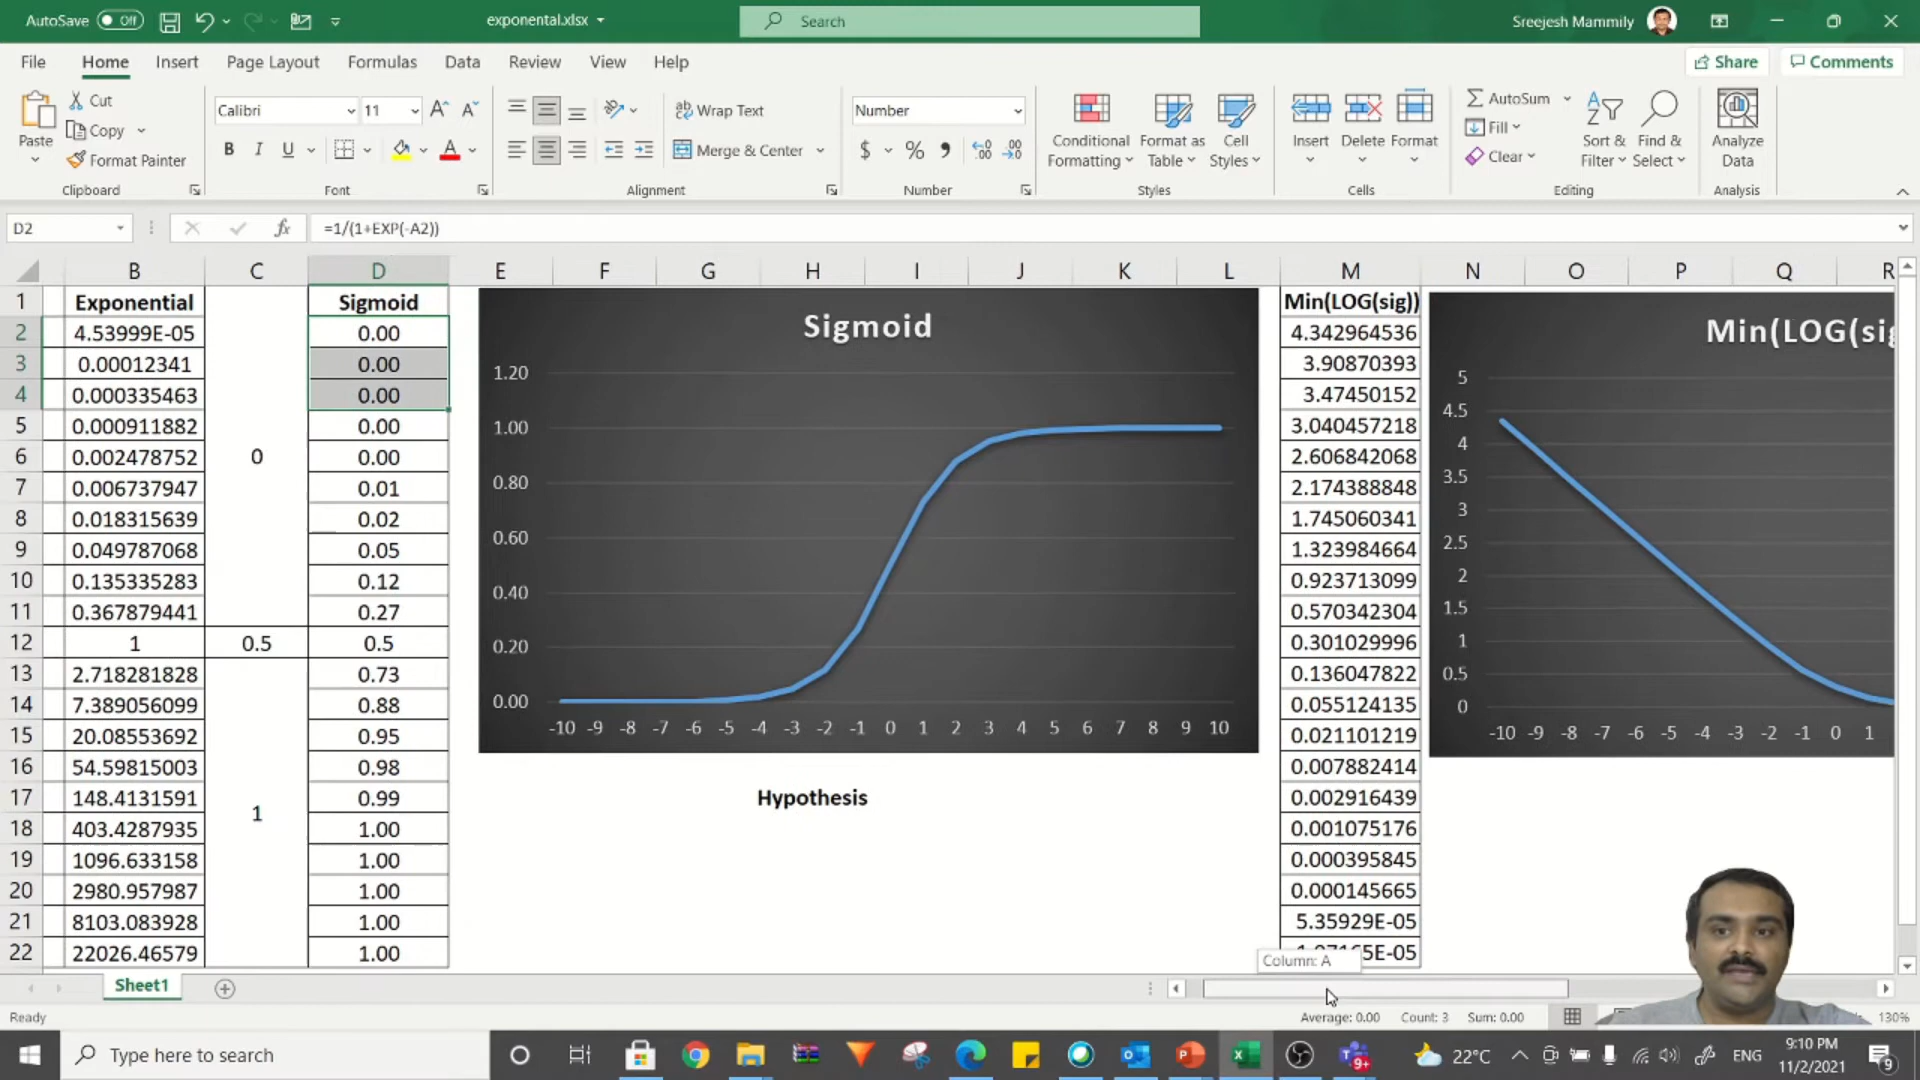 AutoSave Off
exponental.xlsx
Search
Sreejesh Mammily
File Home Insert Page Layout Formulas Data Review View Help
Share Comments
Paste
Cut
Copy
Format Painter
Clipboard
Calibri 11
B I U
Font
Wrap Text
Merge & Center
Alignment
Number
$ %
Number
Conditional Formatting
Format as Table
Cell Styles
Styles
Insert Delete Format
Cells
AutoSum
Fill
Clear
Sort & Filter
Find & Select
Editing
Analyze Data
Analysis
D2 fx =1/(1+EXP(-A2))
B C D E F G H I J K L M N O P Q R
1 Exponential Sigmoid Min(LOG(sig))
2 4.53999E-05 0.00 4.342964536
3 0.00012341 0.00 3.90870393
4 0.000335463 0.00 3.47450152
5 0.000911882 0.00 3.040457218
6 0.002478752 0 0.00 2.606842068
7 0.006737947 0.01 2.174388848
8 0.018315639 0.02 1.745060341
9 0.049787068 0.05 1.323984664
10 0.135335283 0.12 0.923713099
11 0.367879441 0.27 0.570342304
12 1 0.5 0.5 0.301029996
13 2.718281828 0.73 0.136047822
14 7.389056099 0.88 0.055124135
15 20.08553692 0.95 0.021101219
16 54.59815003 0.98 0.007882414
17 148.4131591 1 0.99 0.002916439
18 403.4287935 1.00 0.001075176
19 1096.633158 1.00 0.000395845
20 2980.957987 1.00 0.000145665
21 8103.083928 1.00 5.35929E-05
22 22026.46579 1.00
Sigmoid
1.20
1.00
0.80
0.60
0.40
0.20
0.00
-10 -9 -8 -7 -6 -5 -4 -3 -2 -1 0 1 2 3 4 5 6 7 8 9 10
Hypothesis
Min(LOG(sig
5
4.5
4
3.5
3
2.5
2
1.5
1
0.5
0
-10 -9 -8 -7 -6 -5 -4 -3 -2 -1 0 1
Column: A
Sheet1
Ready
Average: 0.00 Count: 3 Sum: 0.00
130%
Type here to search
9+
22°C
ENG
9:10 PM
11/2/2021
9